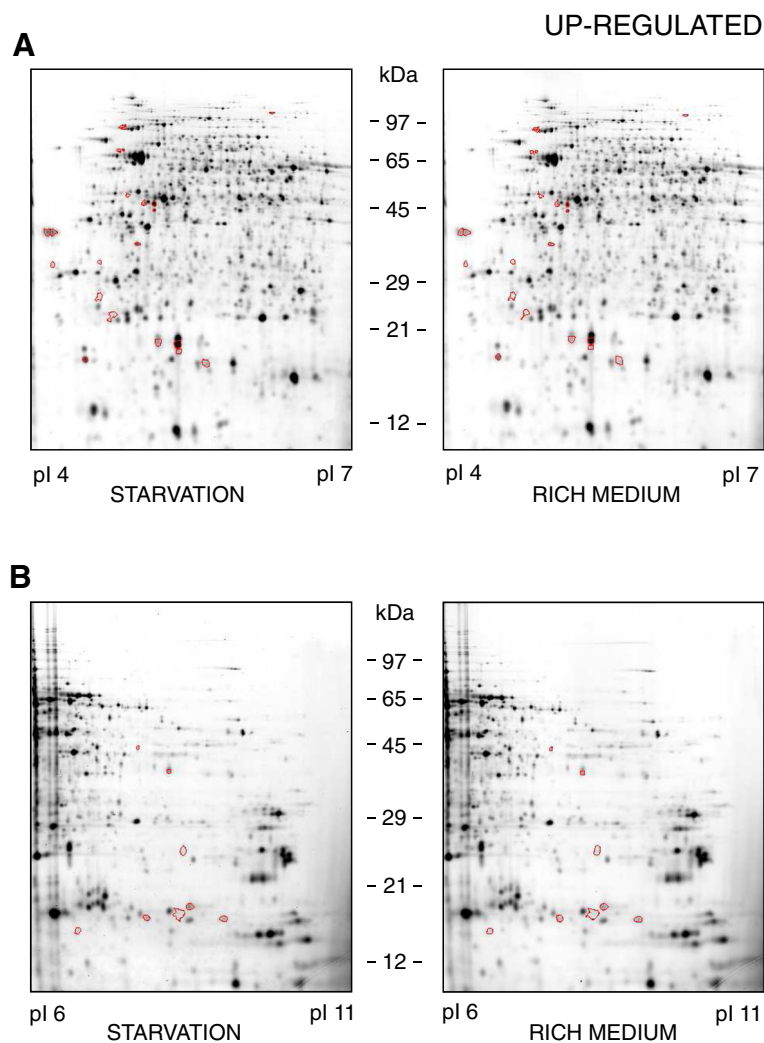 UP-REGULATED
A
kDa
– 97 –
– 65 –
– 45 –
– 29 –
– 21 –
– 12 –
pI 4 pI 7 pI 4 pI 7
STARVATION RICH MEDIUM
B
kDa
– 97 –
– 65 –
– 45 –
– 29 –
– 21 –
– 12 –
pI 6 pI 11 pI 6 pI 11
STARVATION RICH MEDIUM